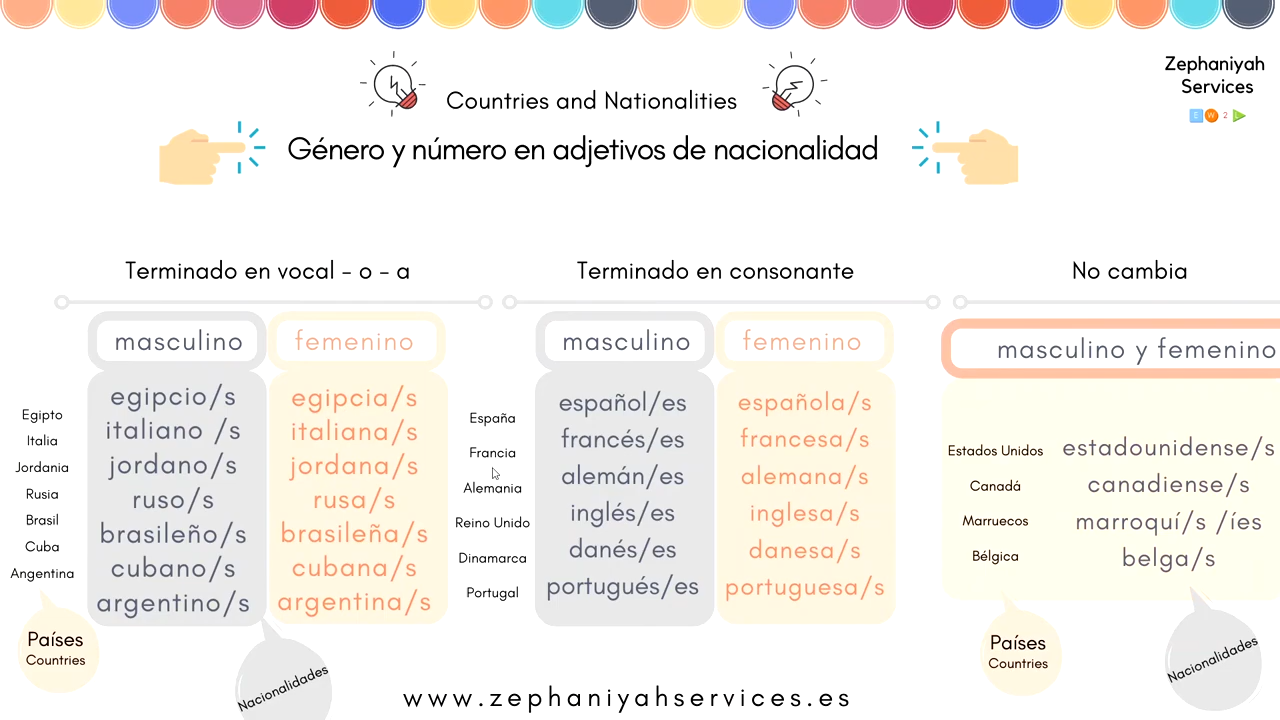 Zephaniyah
Services
E W 2 L
Countries and Nationalities
Género y número en adjetivos de nacionalidad
Terminado en vocal - o - a
masculino femenino
Egipto egipcio/s egipcia/s
Italia italiano /s italiana/s
Jordania jordano/s jordana/s
Rusia ruso/s rusa/s
Brasil brasileño/s brasileña/s
Cuba cubano/s cubana/s
Argentina argentino/s argentina/s
Países
Countries
Nacionalidades
Terminado en consonante
masculino femenino
España español/es española/s
Francia francés/es francesa/s
Alemania alemán/es alemana/s
Reino Unido inglés/es inglesa/s
Dinamarca danés/es danesa/s
Portugal portugués/es portuguesa/s
No cambia
masculino y femenino
Estados Unidos estadounidense/s
Canadá canadiense/s
Marruecos marroquí/s /íes
Bélgica belga/s
Países
Countries
Nacionalidades
www.zephaniyahservices.es